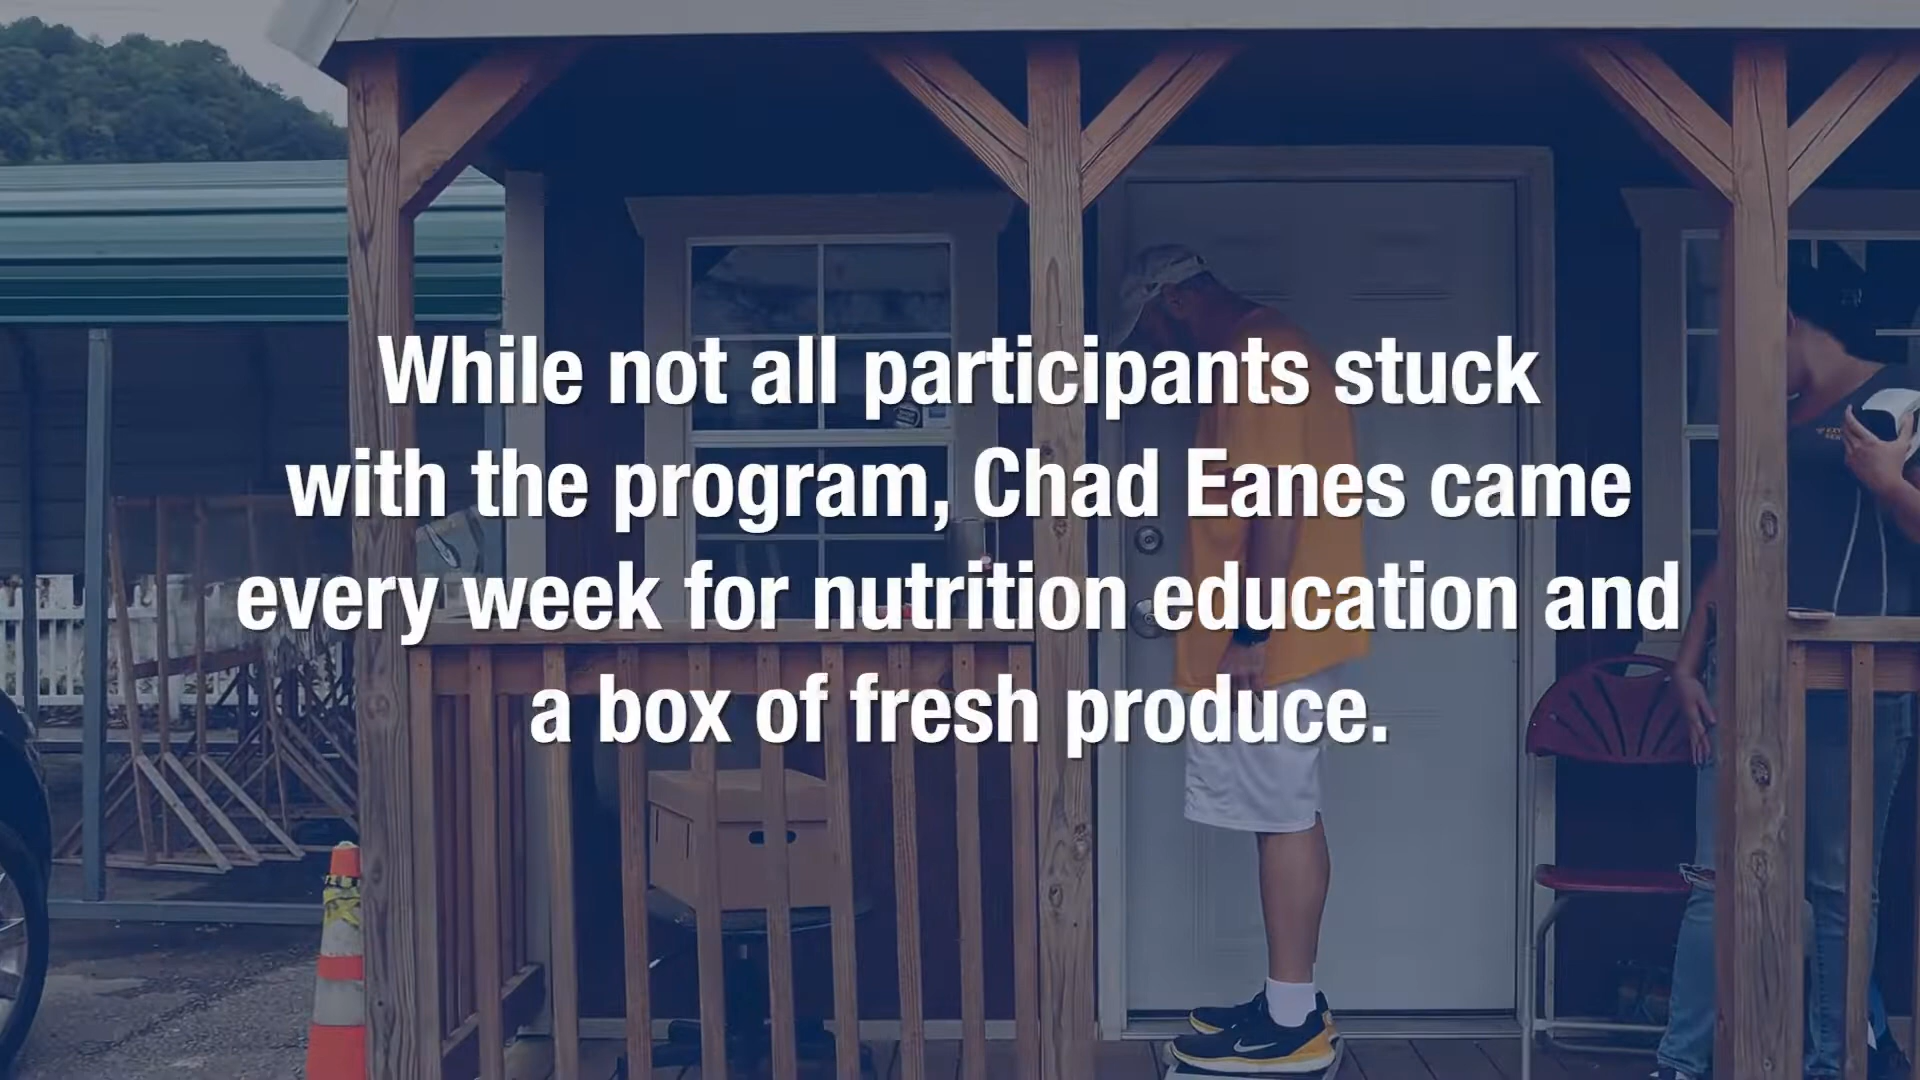 While not all participants stuck
with the program, Chad Eanes came
every week for nutrition education and
a box of fresh produce.